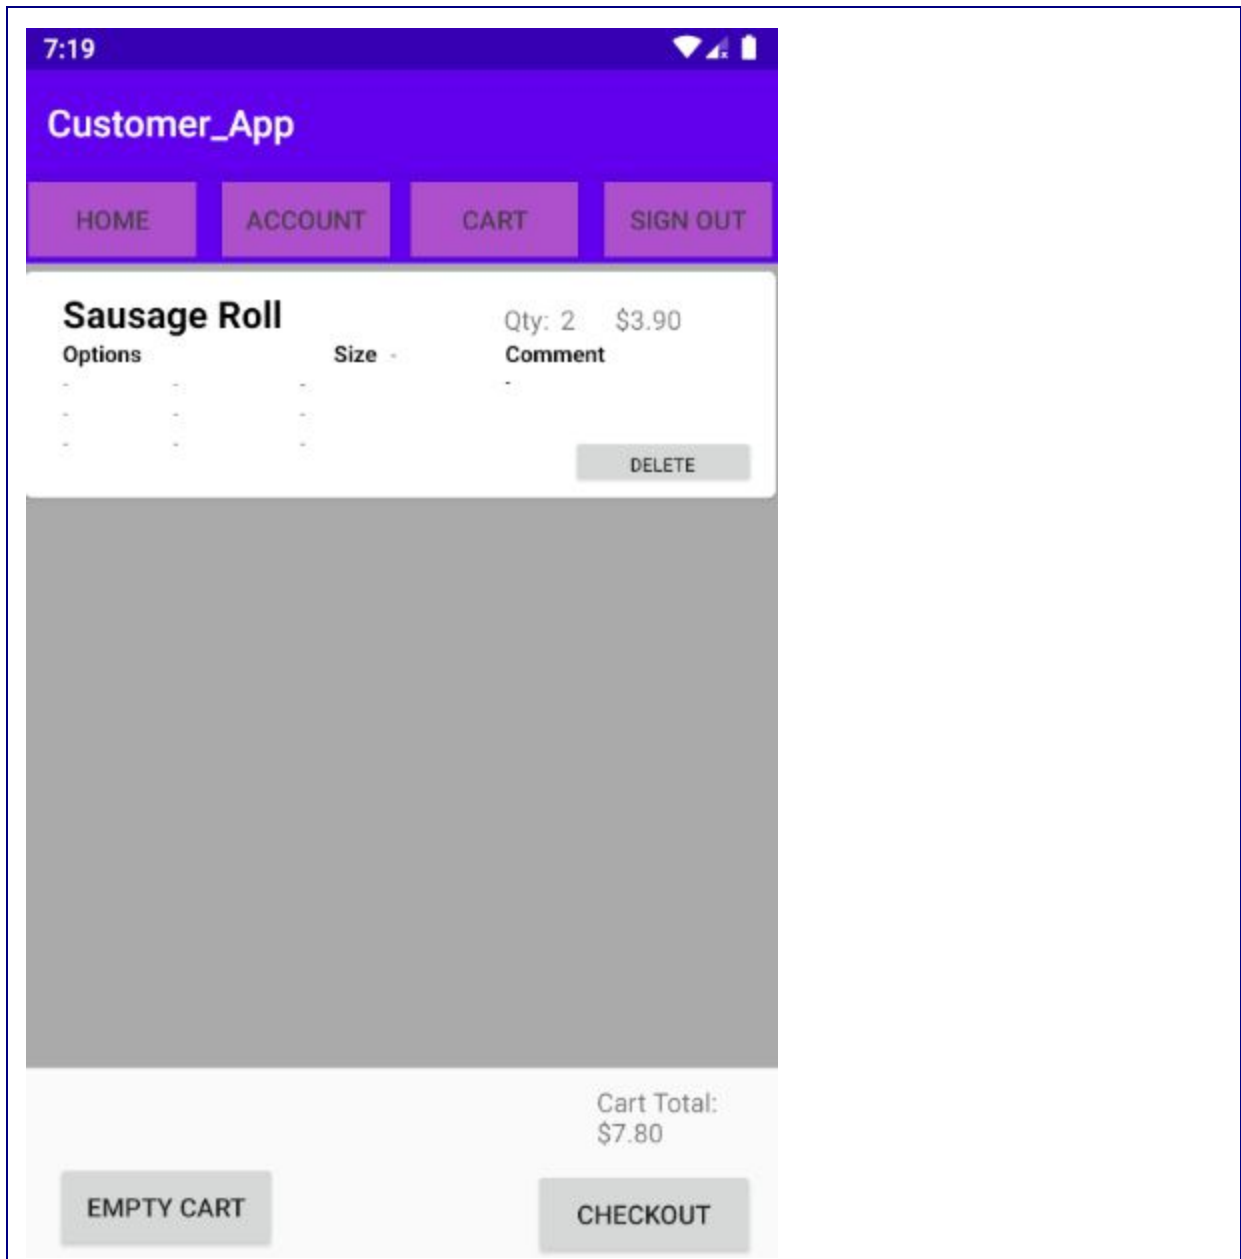 7:19
Customer_App
HOME ACCOUNT CART SIGN OUT
Sausage Roll Qty: 2 $3.90
Options Size - Comment
- - - -
- - -
- - -
DELETE
Cart Total:
$7.80
EMPTY CART CHECKOUT